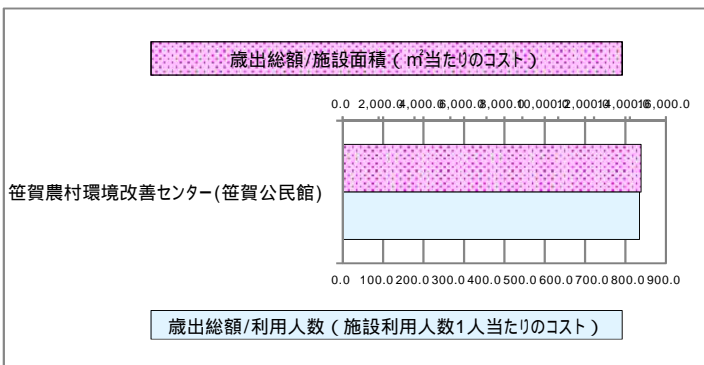 歳出総額/施設面積（㎡当たりのコスト）
0.0 2,000.0 4,000.0 6,000.0 8,000.0 10,000.0 12,000.0 14,000.0 16,000.0
笹賀農村環境改善センター(笹賀公民館)
0.0 100.0 200.0 300.0 400.0 500.0 600.0 700.0 800.0 900.0
歳出総額/利用人数（施設利用人数1人当たりのコスト）